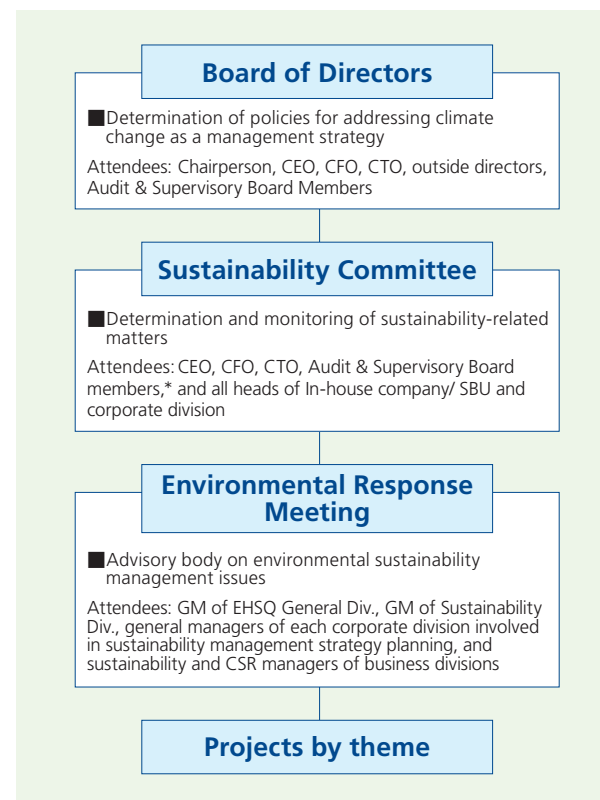 Board of Directors
■Determination of policies for addressing climate
change as a management strategy
Attendees: Chairperson, CEO, CFO, CTO, outside directors,
Audit & Supervisory Board Members
Sustainability Committee
■Determination and monitoring of sustainability-related
matters
Attendees: CEO, CFO, CTO, Audit & Supervisory Board
members,* and all heads of In-house company/ SBU and
corporate division
Environmental Response
Meeting
■Advisory body on environmental sustainability
management issues
Attendees: GM of EHSQ General Div., GM of Sustainability
Div., general managers of each corporate division involved
in sustainability management strategy planning, and
sustainability and CSR managers of business divisions
Projects by theme